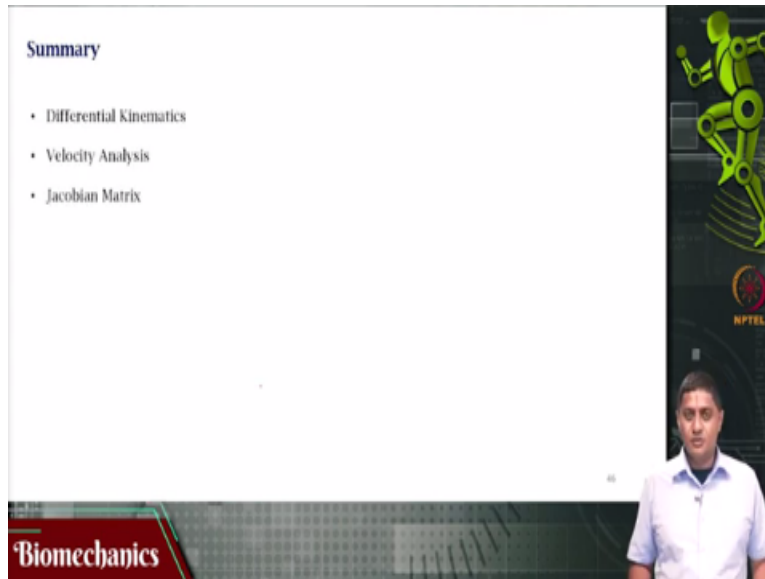 Summary
• Differential Kinematics
• Velocity Analysis
• Jacobian Matrix
NPTEL
Biomechanics